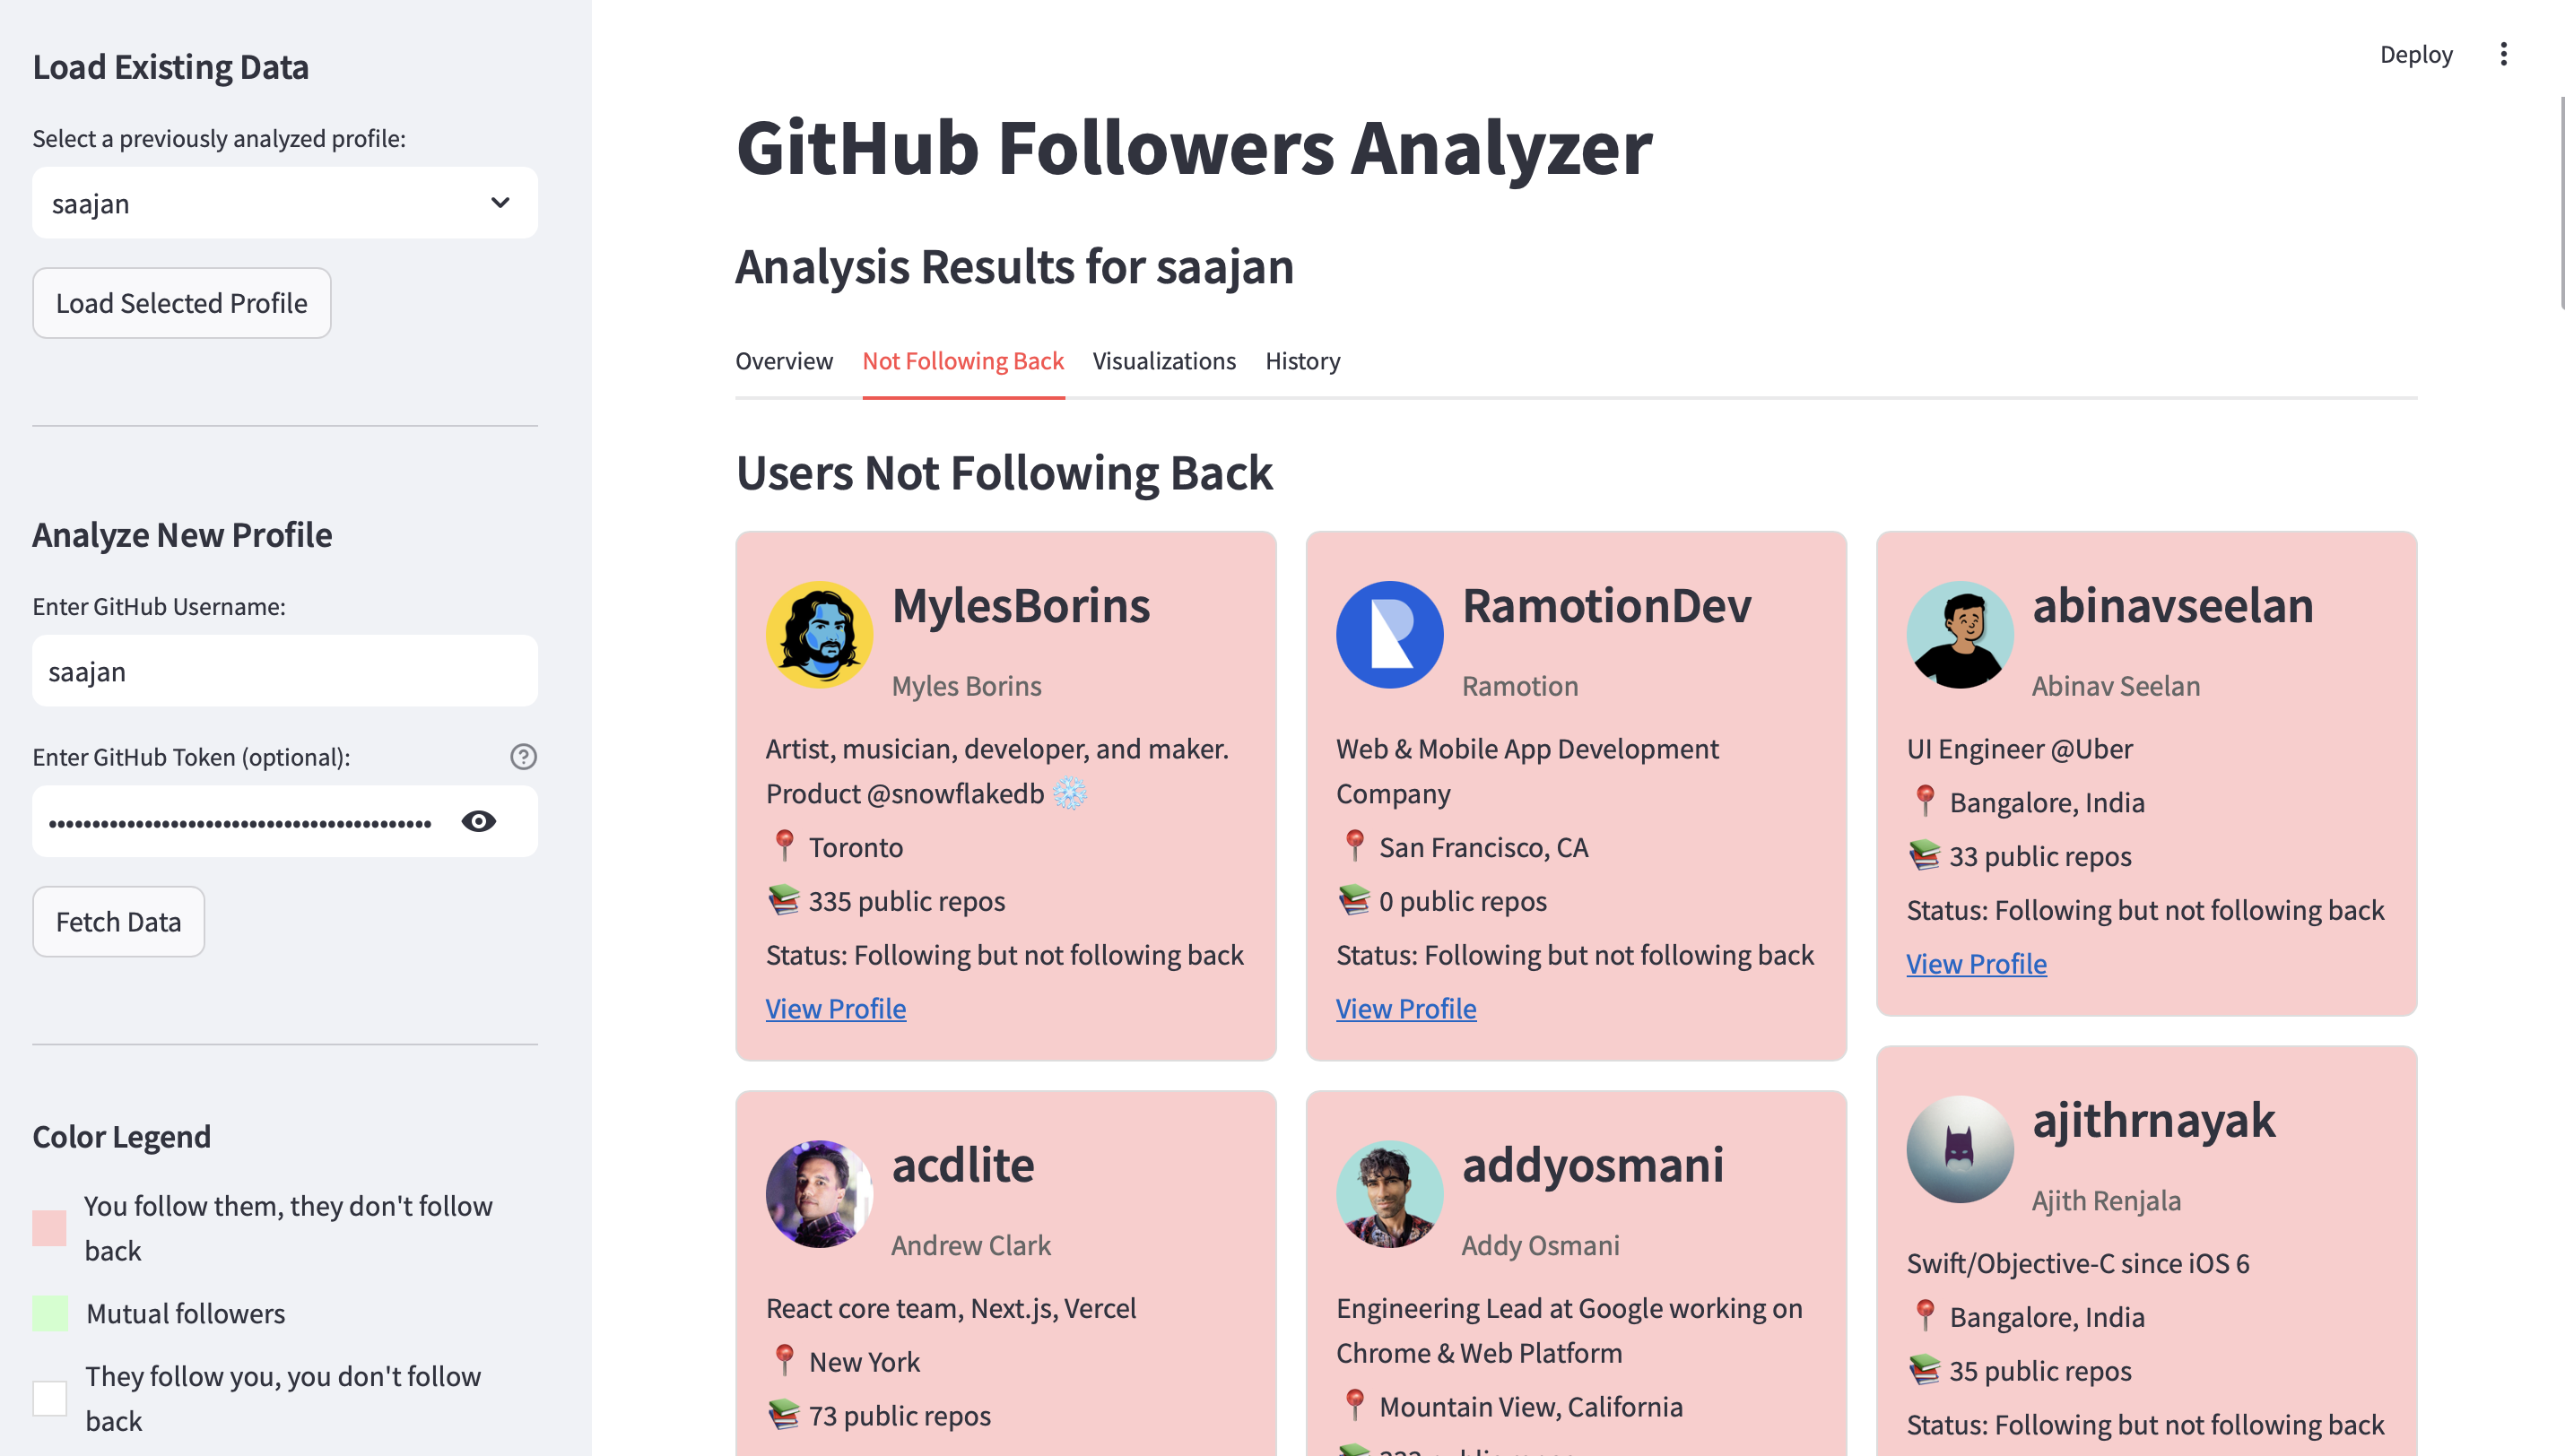 Load Existing Data
Select a previously analyzed profile:
saajan
Load Selected Profile
Analyze New Profile
Enter GitHub Username:
saajan
Enter GitHub Token (optional):
Fetch Data
Color Legend
You follow them, they don't follow
back
Mutual followers
They follow you, you don't follow
back
Deploy
GitHub Followers Analyzer
Analysis Results for saajan
Overview
Not Following Back
Visualizations
History
Users Not Following Back
MylesBorins
Myles Borins
Artist, musician, developer, and maker.
Product @snowflakedb ❄️
📍 Toronto
📚 335 public repos
Status: Following but not following back
View Profile
RamotionDev
Ramotion
Web & Mobile App Development
Company
📍 San Francisco, CA
📚 0 public repos
Status: Following but not following back
View Profile
abinavseelan
Abinav Seelan
UI Engineer @Uber
📍 Bangalore, India
📚 33 public repos
Status: Following but not following back
View Profile
acdlite
Andrew Clark
React core team, Next.js, Vercel
📍 New York
📚 73 public repos
addyosmani
Addy Osmani
Engineering Lead at Google working on
Chrome & Web Platform
📍 Mountain View, California
ajithrnayak
Ajith Renjala
Swift/Objective-C since iOS 6
📍 Bangalore, India
📚 35 public repos
Status: Following but not following back